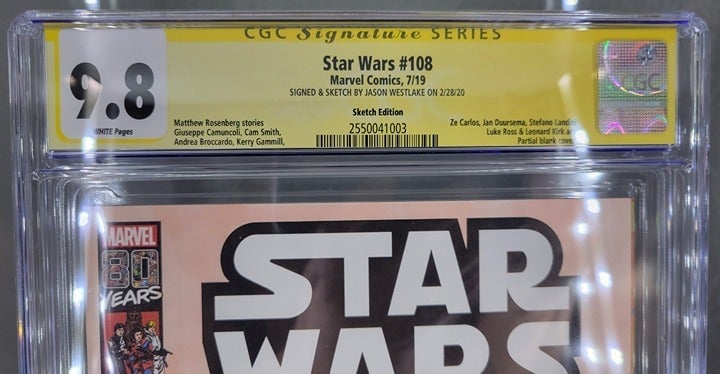 CGC Signature SERIES
Star Wars #108
Marvel Comics, 7/19
SIGNED & SKETCH BY JASON WESTLAKE ON 2/28/20
Sketch Edition
9.8
WHITE Pages
Matthew Rosenberg stories
Giuseppe Camuncoli, Cam Smith,
Andrea Broccardo, Kerry Gammill,
2550041003
Ze Carlos, Jan Duursema, Stefano
Luke Ross & Leonard Kirk
Partial blank cover
CGC
MARVEL
80
YEARS
STAR
WARS